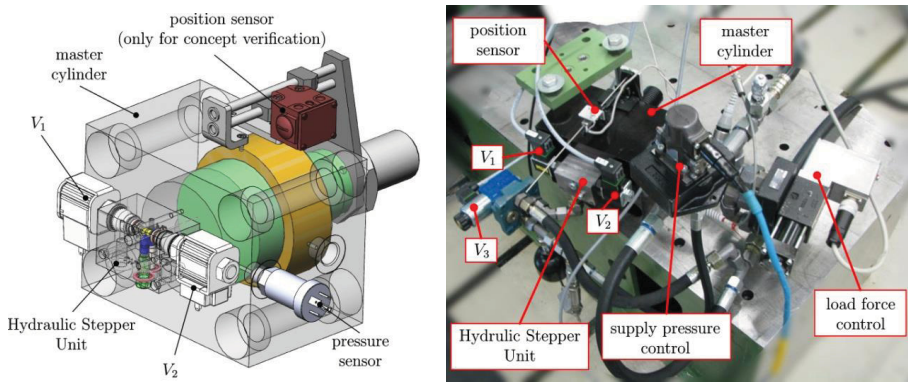 position sensor
(only for concept verification)
master
cylinder
V1
Hydraulic Stepper
Unit
V2
pressure
sensor
position
sensor
master
cylinder
V1
V2
V3
Hydrulic Stepper
Unit
supply pressure
control
load force
control